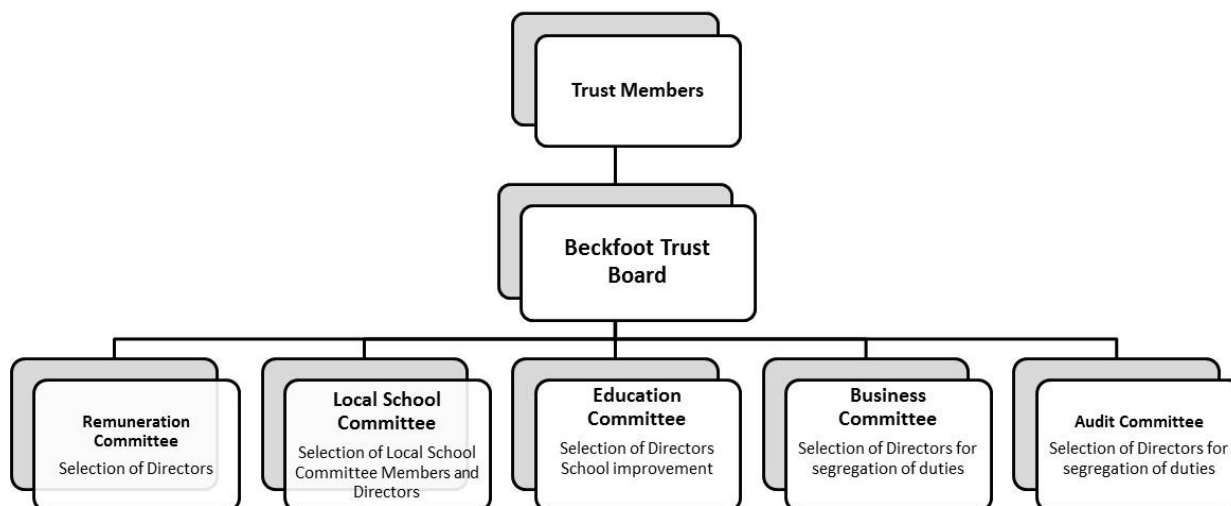 Trust Members
Beckfoot Trust
Board
Remuneration
Committee
Selection of Directors
Local School
Committee
Selection of Local School
Committee Members and
Directors
Education
Committee
Selection of Directors
School improvement
Business
Committee
Selection of Directors for
segregation of duties
Audit Committee
Selection of Directors for
segregation of duties